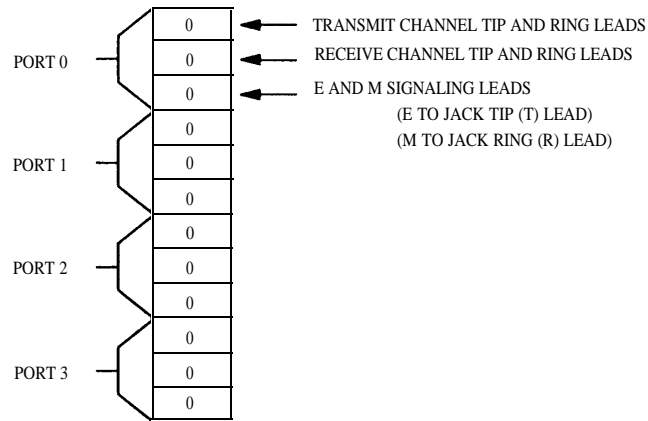 0 TRANSMIT CHANNEL TIP AND RING LEADS
PORT 0 0 RECEIVE CHANNEL TIP AND RING LEADS
0 E AND M SIGNALING LEADS
(E TO JACK TIP (T) LEAD)
0
(M TO JACK RING (R) LEAD)
PORT 1 0
0
0
PORT 2 0
0
0
PORT 3 0
0